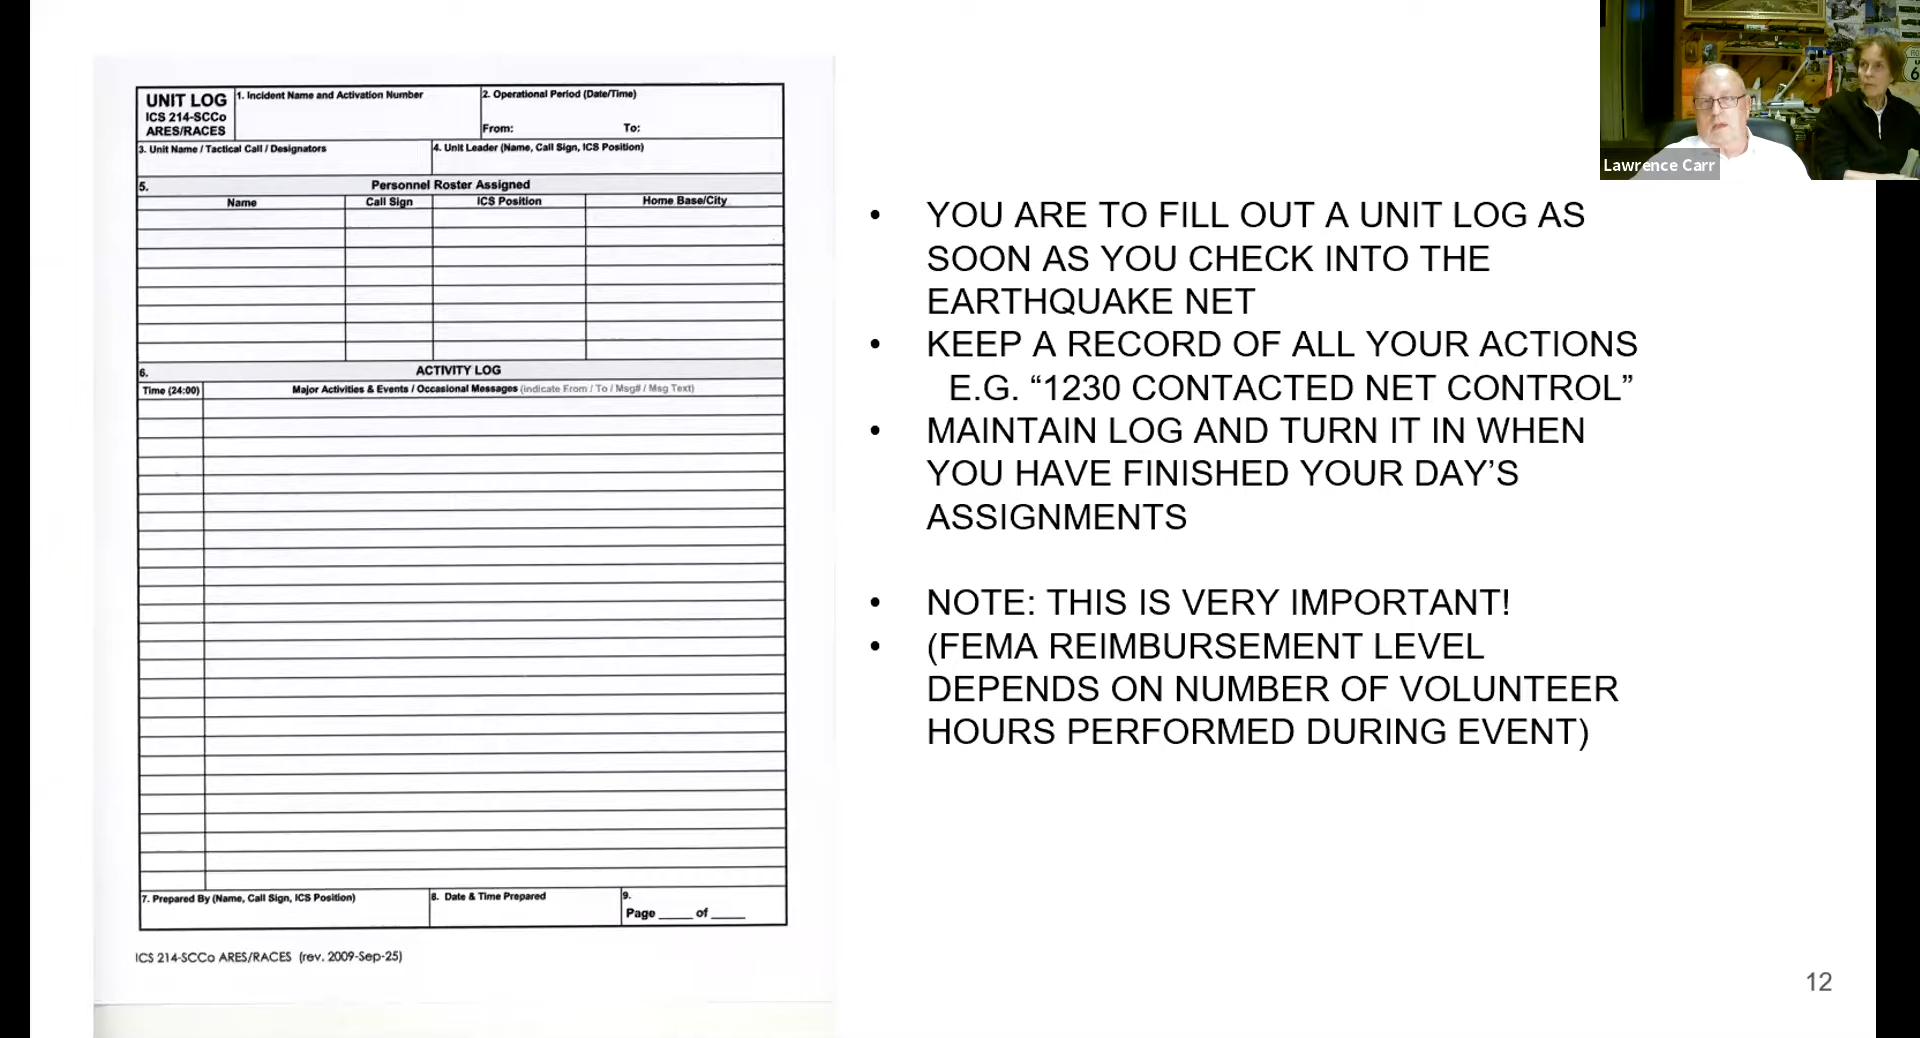 UNIT LOG
ICS 214-SCCo
ARES/RACES
1. Incident Name and Activation Number
2. Operational Period (Date/Time)
From: To:
3. Unit Name / Tactical Call / Designators
4. Unit Leader (Name, Call Sign, ICS Position)
5. Personnel Roster Assigned
Name Call Sign ICS Position Home Base/City
6. ACTIVITY LOG
Time (24:00) Major Activities & Events / Occasional Messages (indicate From / To / Msg# / Msg Text)
7. Prepared By (Name, Call Sign, ICS Position)
8. Date & Time Prepared
9.
Page _____ of _____
ICS 214-SCCo ARES/RACES (rev. 2009-Sep-25)
• YOU ARE TO FILL OUT A UNIT LOG AS
SOON AS YOU CHECK INTO THE
EARTHQUAKE NET
• KEEP A RECORD OF ALL YOUR ACTIONS
E.G. “1230 CONTACTED NET CONTROL”
• MAINTAIN LOG AND TURN IT IN WHEN
YOU HAVE FINISHED YOUR DAY’S
ASSIGNMENTS
• NOTE: THIS IS VERY IMPORTANT!
• (FEMA REIMBURSEMENT LEVEL
DEPENDS ON NUMBER OF VOLUNTEER
HOURS PERFORMED DURING EVENT)
12
Lawrence Carr